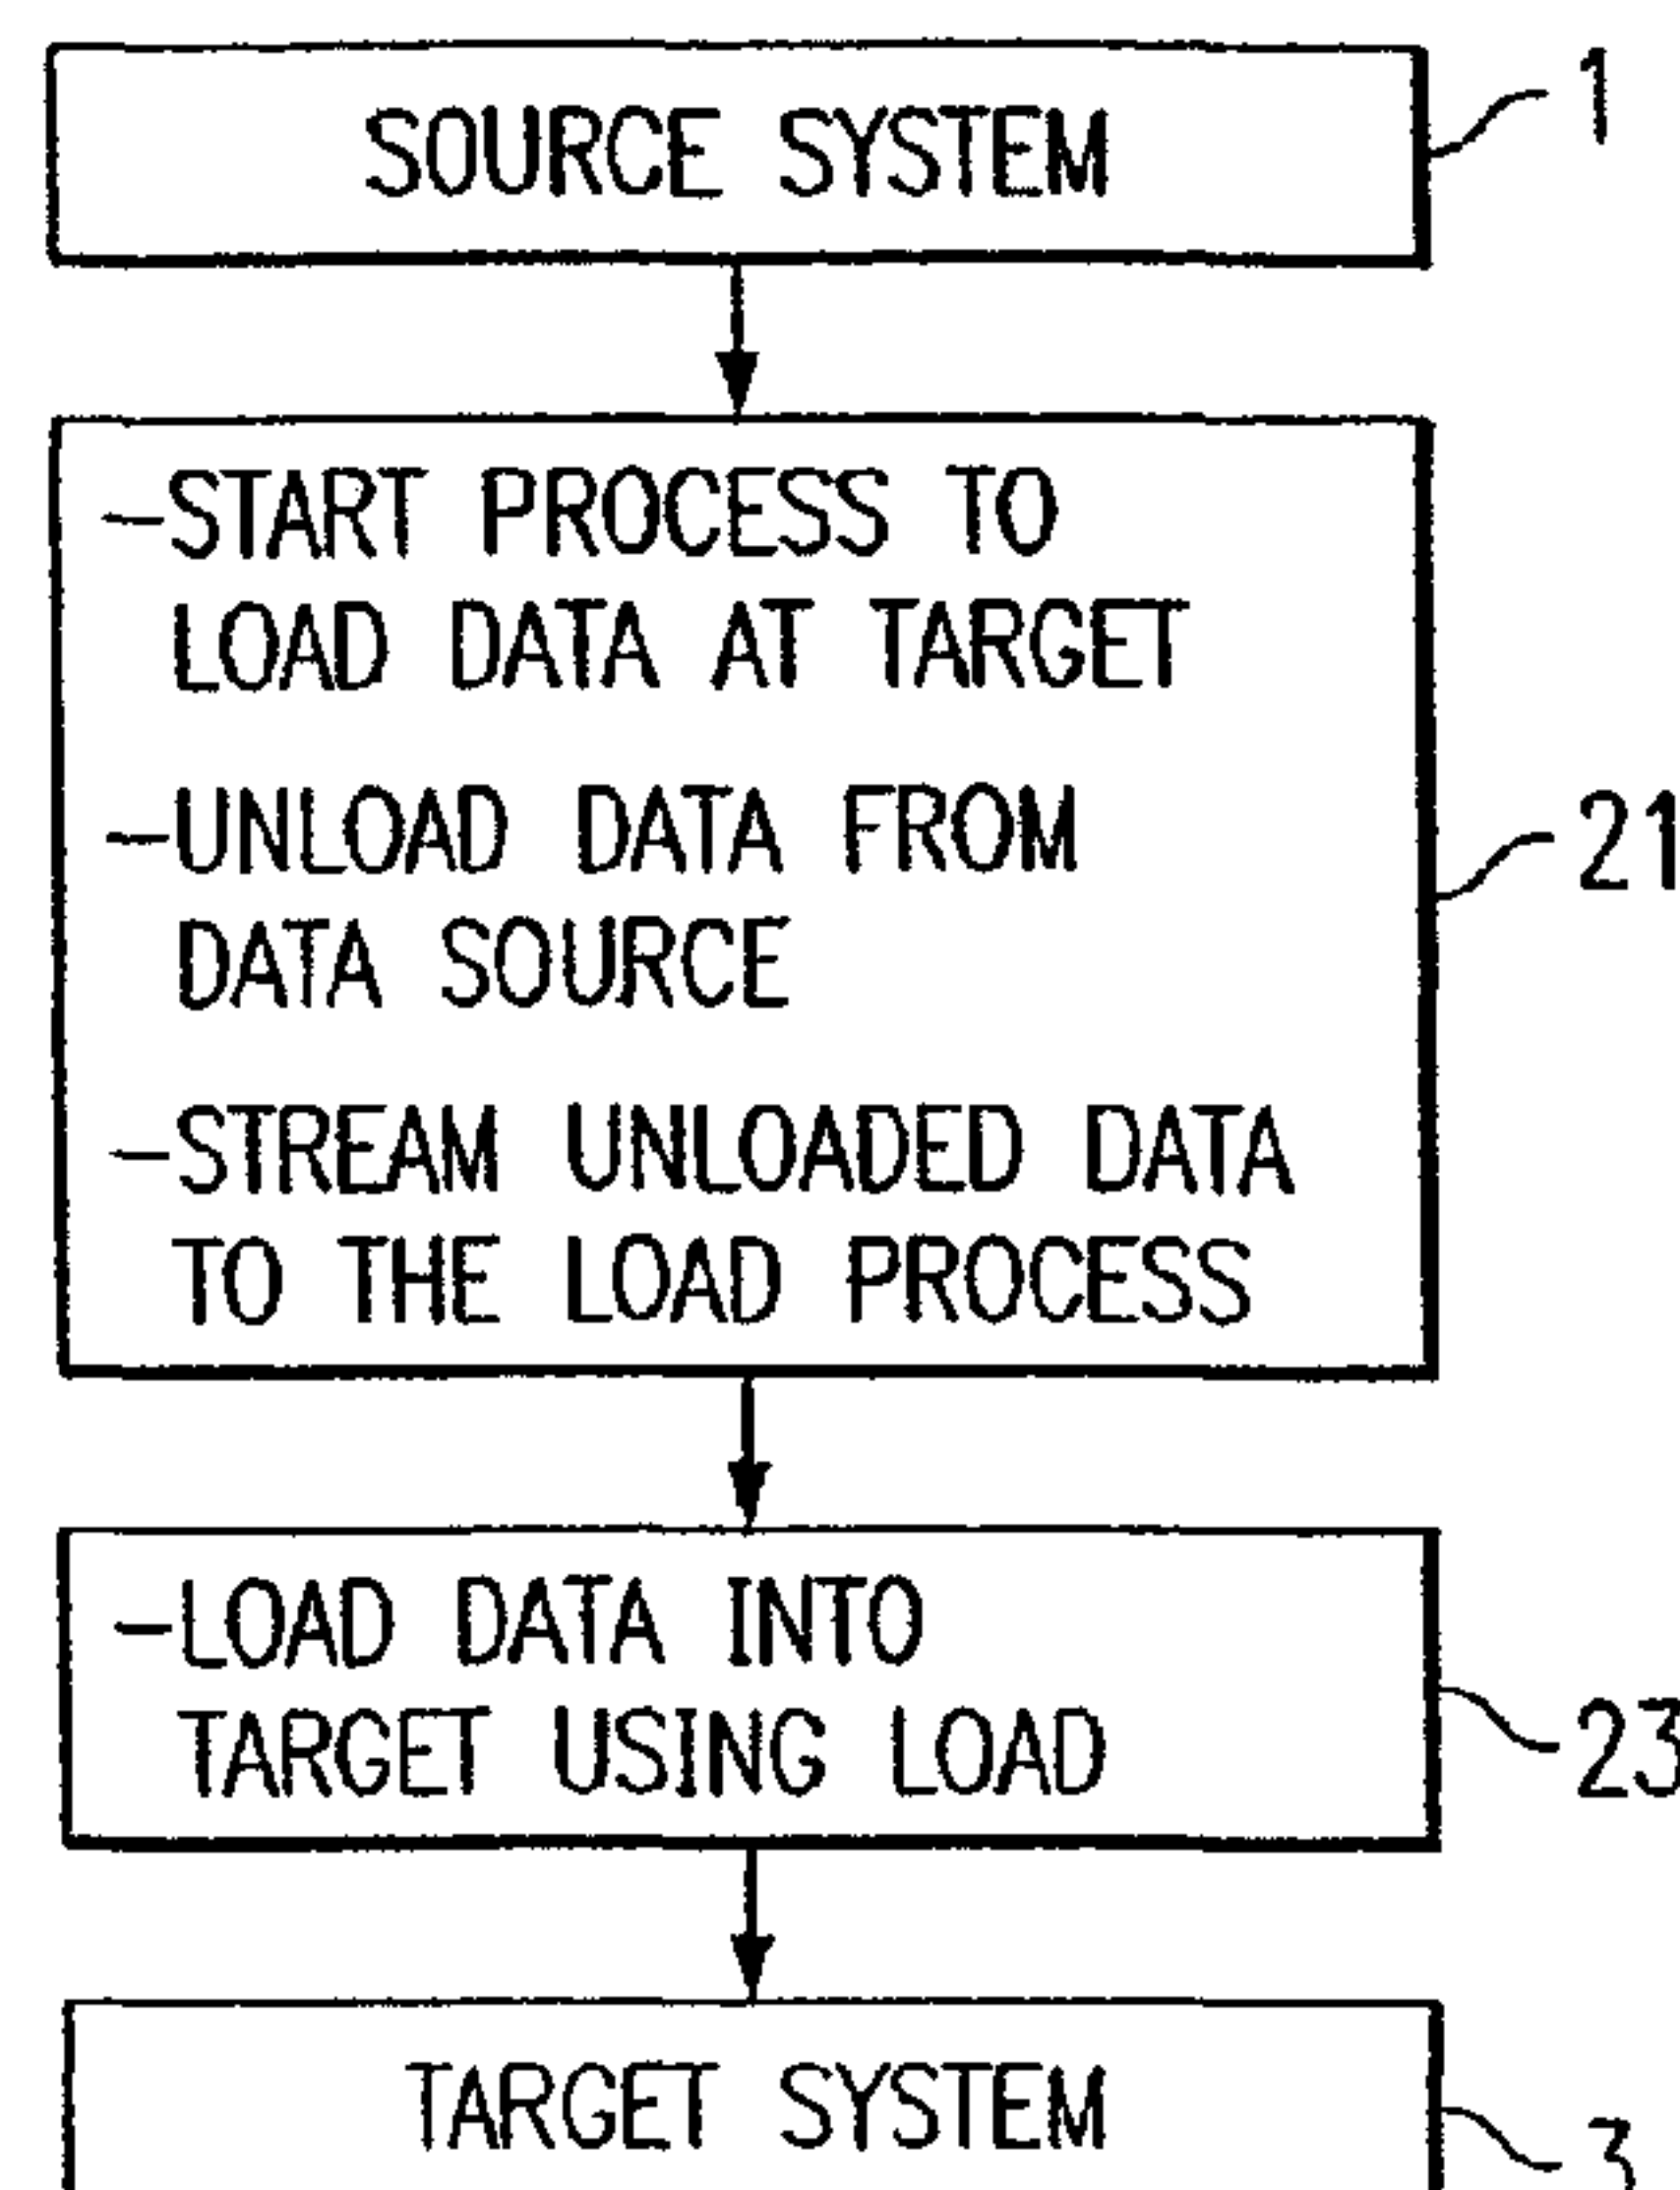 SOURCE SYSTEM
1
-START PROCESS TO
LOAD DATA AT TARGET
-UNLOAD DATA FROM
DATA SOURCE
21
-STREAM UNLOADED DATA
TO THE LOAD PROCESS
-LOAD DATA INTO
TARGET USING LOAD
23
TARGET SYSTEM
3